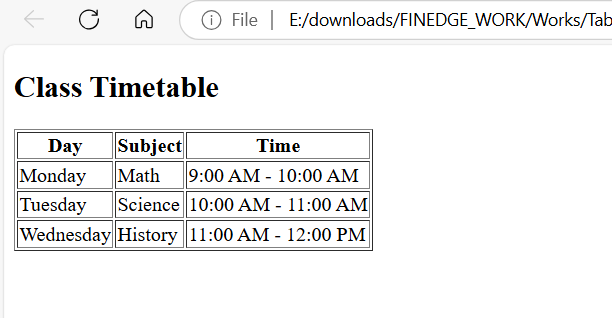 File | E:/downloads/FINEDGE_WORK/Works/Tab
Class Timetable
Day Subject Time
Monday Math 9:00 AM - 10:00 AM
Tuesday Science 10:00 AM - 11:00 AM
Wednesday History 11:00 AM - 12:00 PM